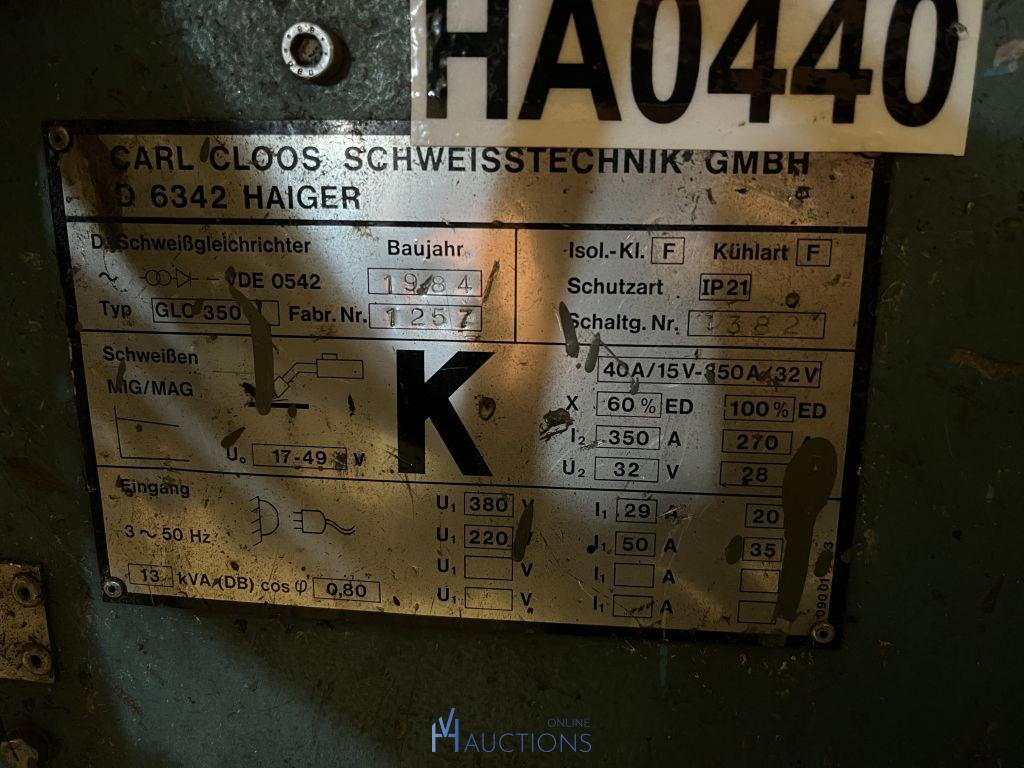 HA0440
CARL CLOOS SCHWEISSTECHNIK GMBH
D 6342 HAIGER
D.Schweißgleichrichter Baujahr
~ VDE 0542 1984
Typ GLC 350 Fabr. Nr. 1257
Isol.-Kl. F Kühlart F
Schutzart IP21
Schaltg. Nr. 1382
Schweißen
MIG/MAG
K
U₀ 17-49 V
40A/15V-350A/32V
X 60% ED 100% ED
I₂ 350 A 270 A
U₂ 32 V 28
Eingang
3~50 Hz
13 kVA (DB) cos φ 0,80
U₁ 380 V I₁ 29 A 20
U₁ 220 V I₁ 50 A 35
U₁ V I₁ A
U₁ V I₁ A
ONLINE
HV AUCTIONS